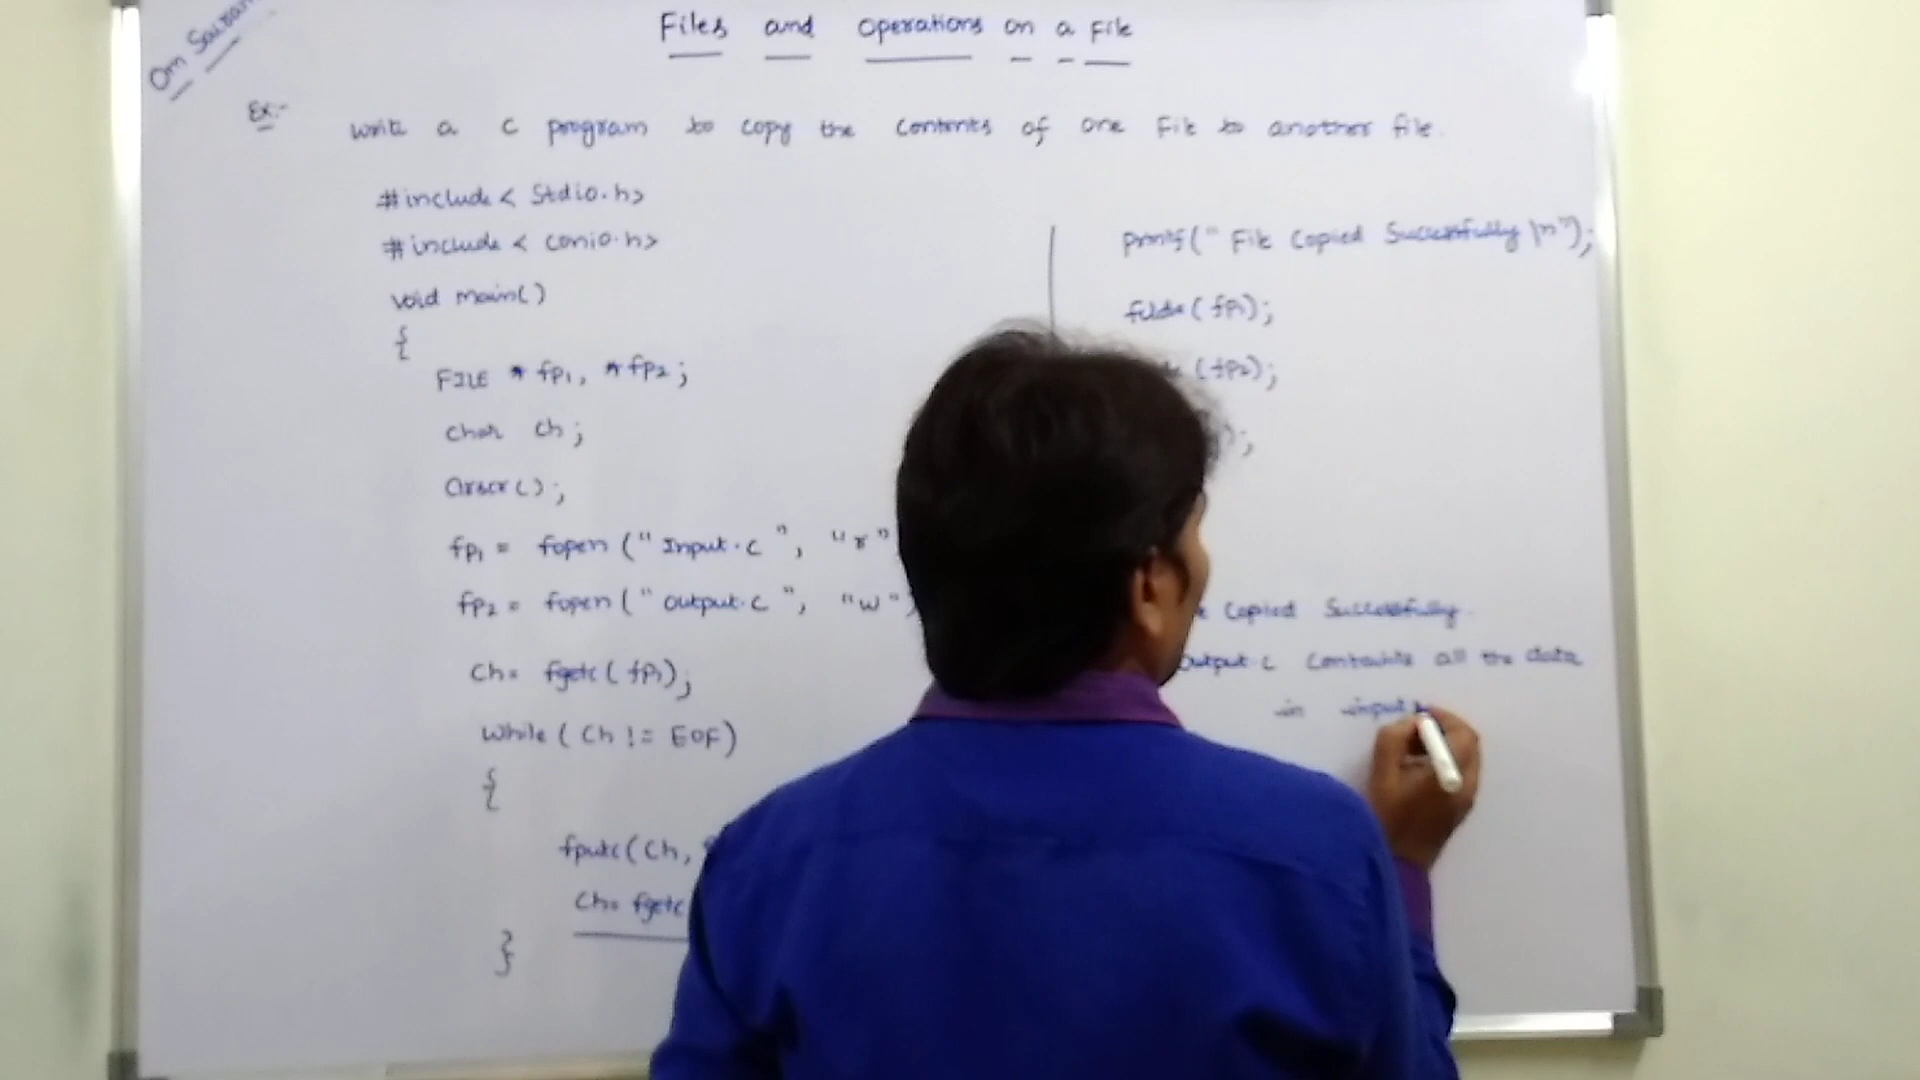 Om Sairam
Files and operations on a file
Ex:-
Write a C program to copy the contents of one file to another file.
#include< Stdio.h>
#include< conio.h>
void main()
{
FILE *fp1, *fp2;
char ch;
clrscr();
fp1 = fopen("Input.c", "r"
fp2 = fopen("output.c", "w")
Ch= fgetc(fp1);
While( Ch != EOF)
{
fputc(Ch,
Ch= fgetc
}
printf(" File Copied Successfully \n");
fclose(fp1);
(fp2);
);
Copied Successfully.
Output.c Contains all the data
in input